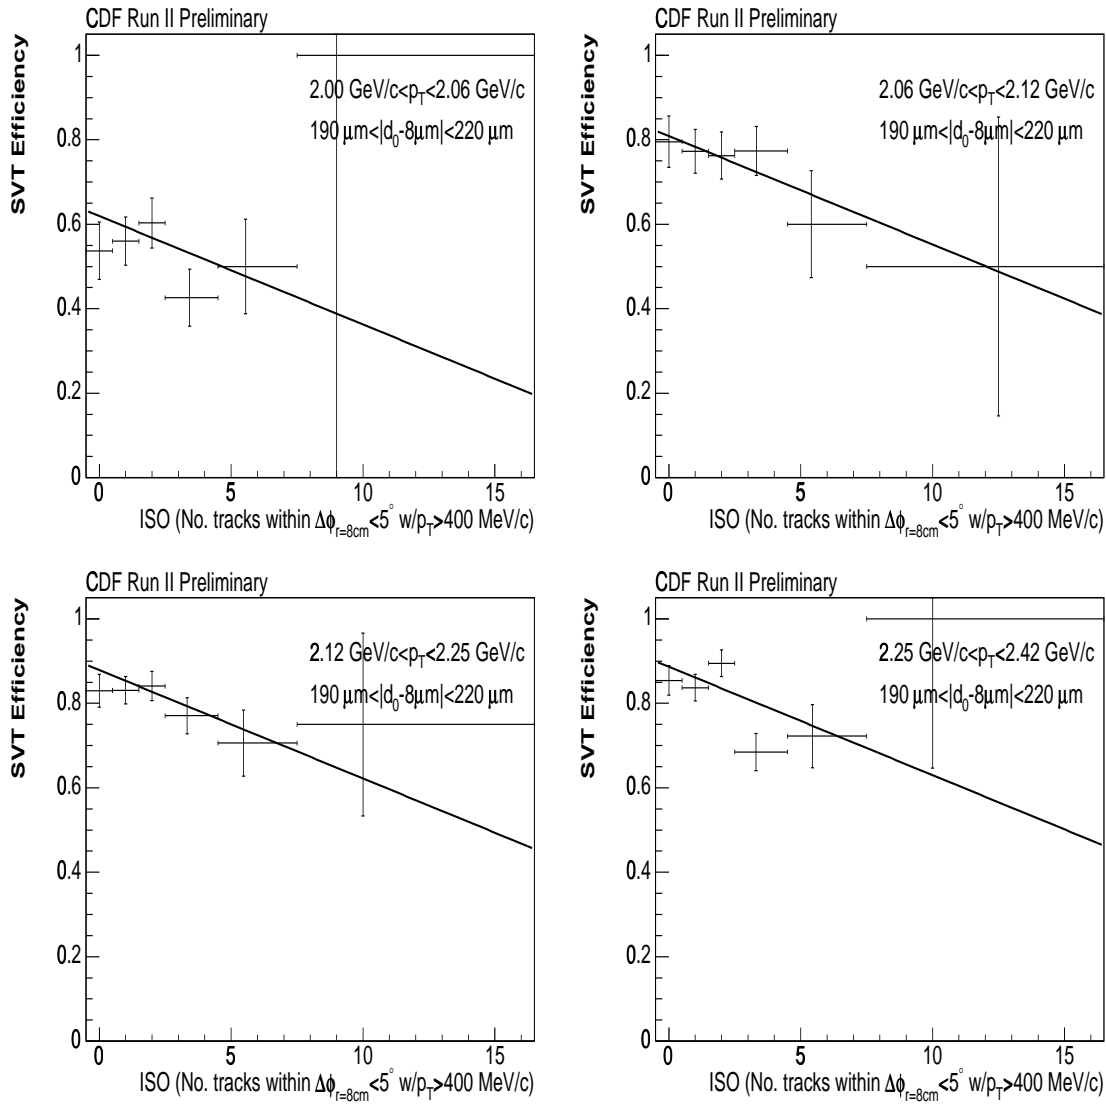 CDF Run II Preliminary
SVT Efficiency
1
0.8
0.6
0.4
0.2
0
2.00 GeV/c<p_T<2.06 GeV/c
190 μm<|d_0-8μm|<220 μm
0 5 10 15
ISO (No. tracks within Δϕ_r=8cm<5° w/p_T>400 MeV/c)
CDF Run II Preliminary
SVT Efficiency
1
0.8
0.6
0.4
0.2
0
2.06 GeV/c<p_T<2.12 GeV/c
190 μm<|d_0-8μm|<220 μm
0 5 10 15
ISO (No. tracks within Δϕ_r=8cm<5° w/p_T>400 MeV/c)
CDF Run II Preliminary
SVT Efficiency
1
0.8
0.6
0.4
0.2
0
2.12 GeV/c<p_T<2.25 GeV/c
190 μm<|d_0-8μm|<220 μm
0 5 10 15
ISO (No. tracks within Δϕ_r=8cm<5° w/p_T>400 MeV/c)
CDF Run II Preliminary
SVT Efficiency
1
0.8
0.6
0.4
0.2
0
2.25 GeV/c<p_T<2.42 GeV/c
190 μm<|d_0-8μm|<220 μm
0 5 10 15
ISO (No. tracks within Δϕ_r=8cm<5° w/p_T>400 MeV/c)